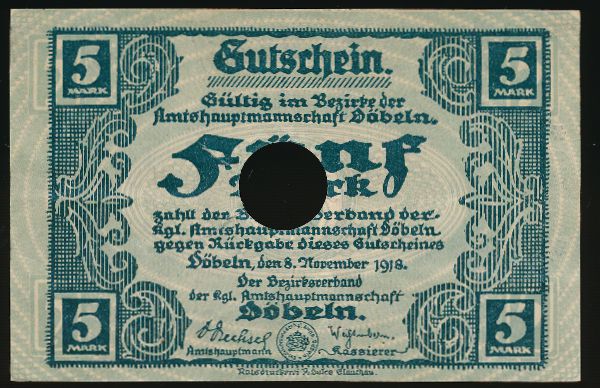 5 MARK
Gutschein.
5 MARK
Gültig im Bezirke der
Amtshauptmannschaft Döbeln.
Fünf
zahlt der Bezirksverband der
Kgl. Amtshauptmannschaft Döbeln
gegen Rückgabe dieses Gutscheines
Döbeln, den 8. November 1918.
Der Bezirksverband
der Kgl. Amtshauptmannschaft
Döbeln.
5 MARK
5 MARK
Amtshauptmann Kassierer
Glauchau.